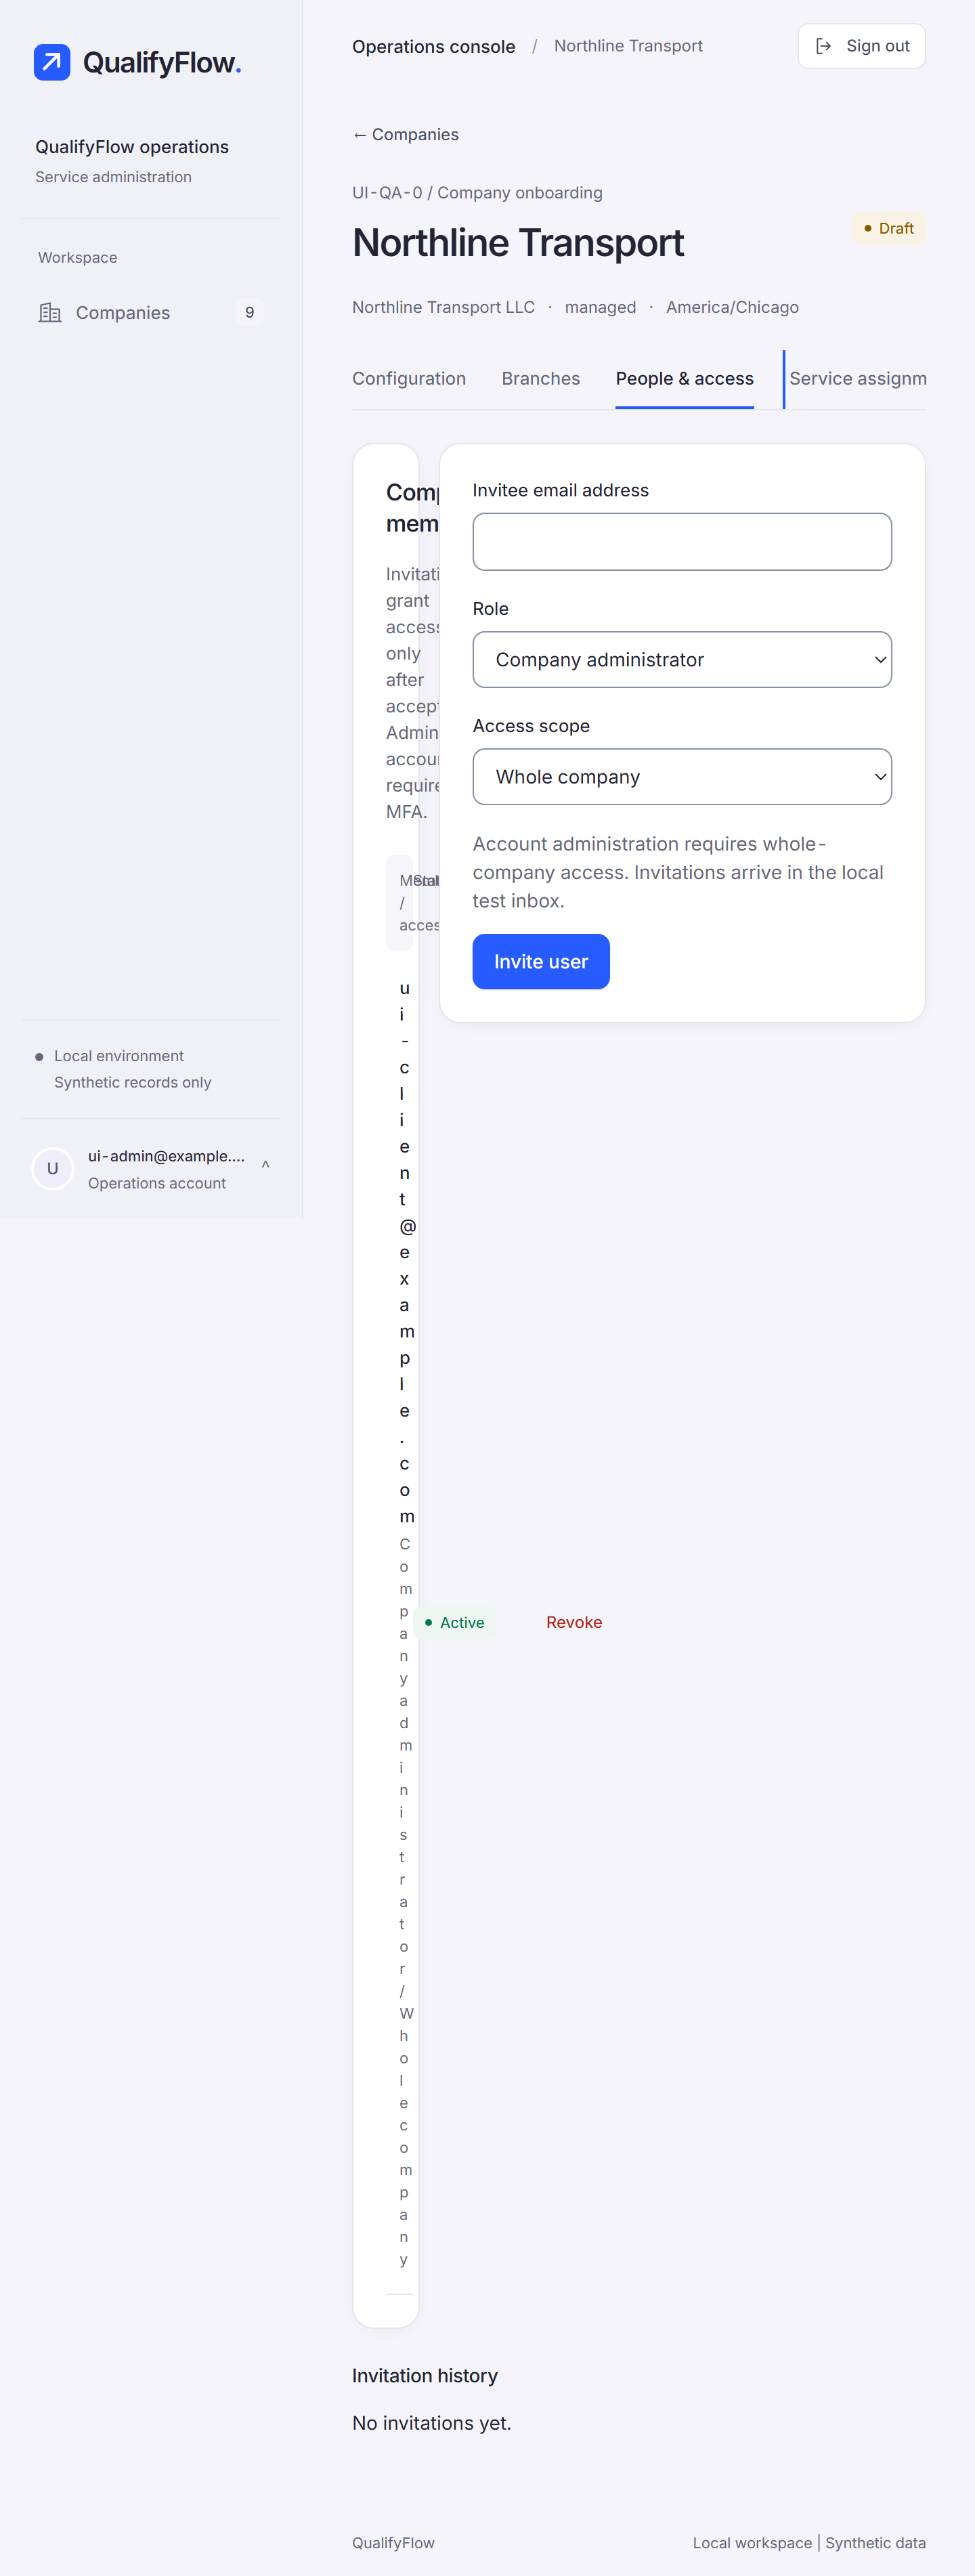 QualifyFlow.
QualifyFlow operations
Service administration
Workspace
Companies 9
Local environment
Synthetic records only
U
ui-admin@example....
Operations account
Operations console / Northline Transport
Sign out
← Companies
UI-QA-0 / Company onboarding
Northline Transport
Draft
Northline Transport LLC · managed · America/Chicago
Configuration Branches People & access Service assignm
Comp
mem
Invitati
grant
access
only
after
accept
Admin
accou
require
MFA.
/
acces
u
i
-
c
l
i
e
n
t
@
e
x
a
m
p
l
e
.
c
o
m
C
o
m
p
a
n
y
a
d
m
i
n
i
s
t
r
a
t
o
r
/
W
h
o
l
e
c
o
m
p
a
n
y
Active
Revoke
Invitee email address
Role
Company administrator
Access scope
Whole company
Account administration requires whole-
company access. Invitations arrive in the local
test inbox.
Invite user
Invitation history
No invitations yet.
QualifyFlow
Local workspace | Synthetic data